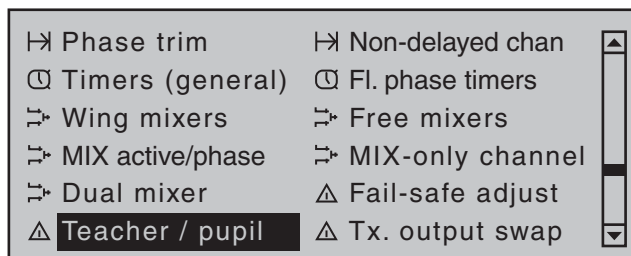 Phase trim Non-delayed chan
Timers (general) Fl. phase timers
Wing mixers Free mixers
MIX active/phase MIX-only channel
Dual mixer Fail-safe adjust
Teacher / pupil Tx. output swap